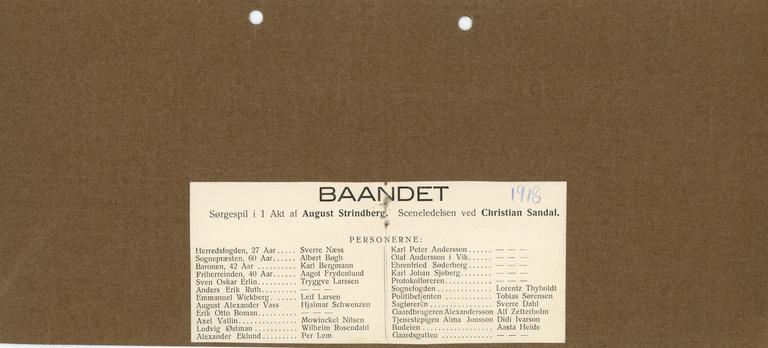 BAANDET 1918
Sørgespil i 1 Akt af August Strindberg. Sceneledelsen ved Christian Sandal.
PERSONERNE:
Herredsfogden, 27 Aar..... Sverre Næss
Sognepræsten, 60 Aar...... Albert Bøgh
Baronen, 42 Aar .......... Karl Bergmann
Friherreinden, 40 Aar..... Aagot Frydenlund
Sven Oskar Erlin......... Tryggve Larssen
Anders Erik Ruth......... — — —
Emmanuel Wickberg...... Leif Larsen
August Alexander Vass Hjalmar Schwenzen
Erik Otto Boman.......... — — —
Axel Vallin............... Mowinckel Nilsen
Ludvig Østman........... Wilhelm Rosendahl
Alexander Eklund........ Per Lem
Karl Peter Andersson...... — — —
Olaf Andersson i Vik...... — — —
Ehrenfried Søderberg ..... — — —
Karl Johan Sjøberg........ — — —
Protokolføreren............ — — —
Sognefogden............... Lorentz Thyholdt
Politibetjenten ............ Tobias Sørensen
Sagføreren ............... Sverre Dahl
Gaardbrugeren Alexandersson Alf Zetterholm
Tjenestepigen Alma Jonsson Didi Ivarson
Budeien .................. Aasta Heide
Gaardsgutten .............. — — —